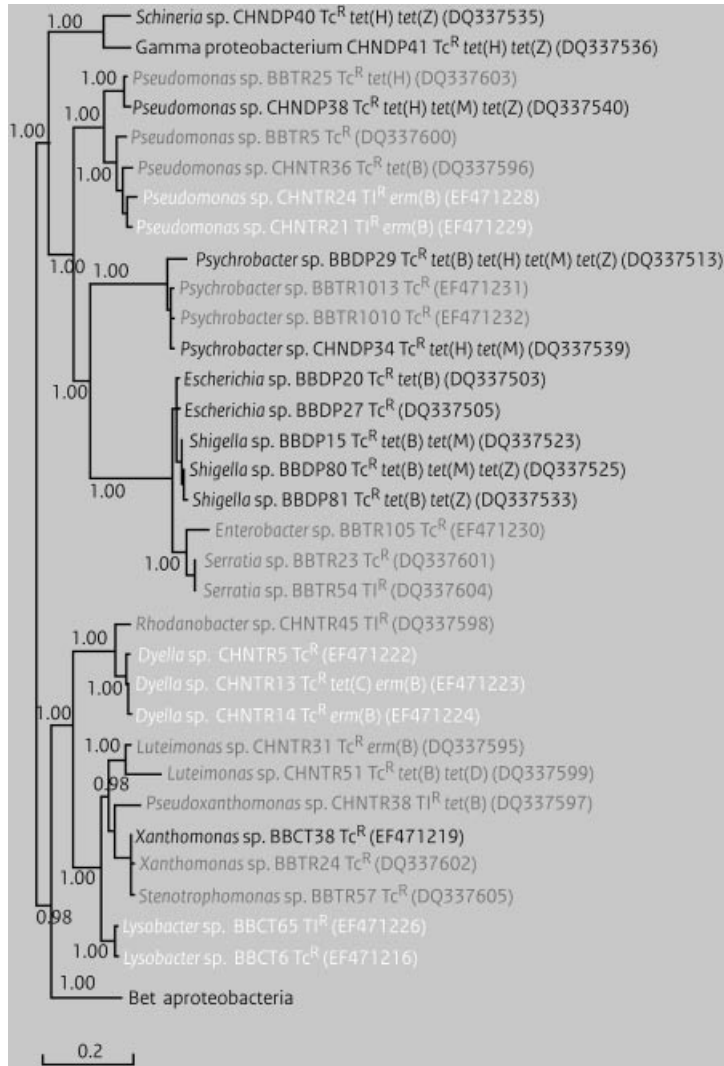 1.00
Schineria sp. CHNDP40 Tcᴿ tet(H) tet(Z) (DQ337535)
Gamma proteobacterium CHNDP41 Tcᴿ tet(H) tet(Z) (DQ337536)
1.00
Pseudomonas sp. BBTR25 Tcᴿ tet(H) (DQ337603)
Pseudomonas sp. CHNDP38 Tcᴿ tet(H) tet(M) tet(Z) (DQ337540)
1.00
1.00
Pseudomonas sp. BBTR5 Tcᴿ (DQ337600)
Pseudomonas sp. CHNTR36 Tcᴿ tet(B) (DQ337596)
1.00
Pseudomonas sp. CHNTR24 TIᴿ erm(B) (EF471228)
Pseudomonas sp. CHNTR21 TIᴿ erm(B) (EF471229)
1.00
Psychrobacter sp. BBDP29 Tcᴿ tet(B) tet(H) tet(M) tet(Z) (DQ337513)
1.00
Psychrobacter sp. BBTR1013 Tcᴿ (EF471231)
Psychrobacter sp. BBTR1010 Tcᴿ (EF471232)
Psychrobacter sp. CHNDP34 Tcᴿ tet(H) tet(M) (DQ337539)
Escherichia sp. BBDP20 Tcᴿ tet(B) (DQ337503)
1.00
Escherichia sp. BBDP27 Tcᴿ (DQ337505)
Shigella sp. BBDP15 Tcᴿ tet(B) tet(M) (DQ337523)
Shigella sp. BBDP80 Tcᴿ tet(B) tet(M) tet(Z) (DQ337525)
1.00
Shigella sp. BBDP81 Tcᴿ tet(B) tet(Z) (DQ337533)
Enterobacter sp. BBTR105 Tcᴿ (EF471230)
1.00
Serratia sp. BBTR23 Tcᴿ (DQ337601)
Serratia sp. BBTR54 TIᴿ (DQ337604)
Rhodanobacter sp. CHNTR45 TIᴿ (DQ337598)
1.00
Dyella sp. CHNTR5 Tcᴿ (EF471222)
1.00
Dyella sp. CHNTR13 Tcᴿ tet(C) erm(B) (EF471223)
1.00
Dyella sp. CHNTR14 Tcᴿ erm(B) (EF471224)
1.00
Luteimonas sp. CHNTR31 Tcᴿ erm(B) (DQ337595)
Luteimonas sp. CHNTR51 Tcᴿ tet(B) tet(D) (DQ337599)
0.98
Pseudoxanthomonas sp. CHNTR38 TIᴿ tet(B) (DQ337597)
Xanthomonas sp. BBCT38 Tcᴿ (EF471219)
Xanthomonas sp. BBTR24 Tcᴿ (DQ337602)
1.00
Stenotrophomonas sp. BBTR57 Tcᴿ (DQ337605)
0.98
Lysobacter sp. BBCT65 TIᴿ (EF471226)
1.00
Lysobacter sp. BBCT6 Tcᴿ (EF471216)
1.00
Bet aproteobacteria
0.2